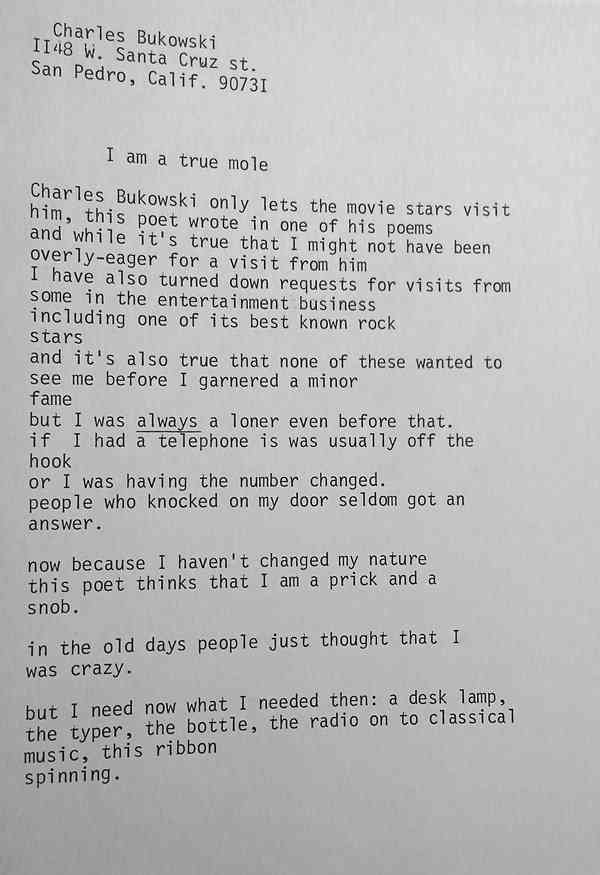 Charles Bukowski
II48 W. Santa Cruz st.
San Pedro, Calif. 9073I
I am a true mole
Charles Bukowski only lets the movie stars visit
him, this poet wrote in one of his poems
and while it's true that I might not have been
overly-eager for a visit from him
I have also turned down requests for visits from
some in the entertainment business
including one of its best known rock
stars
and it's also true that none of these wanted to
see me before I garnered a minor
fame
but I was always a loner even before that.
if  I had a telephone is was usually off the
hook
or I was having the number changed.
people who knocked on my door seldom got an
answer.
now because I haven't changed my nature
this poet thinks that I am a prick and a
snob.
in the old days people just thought that I
was crazy.
but I need now what I needed then: a desk lamp,
the typer, the bottle, the radio on to classical
music, this ribbon
spinning.